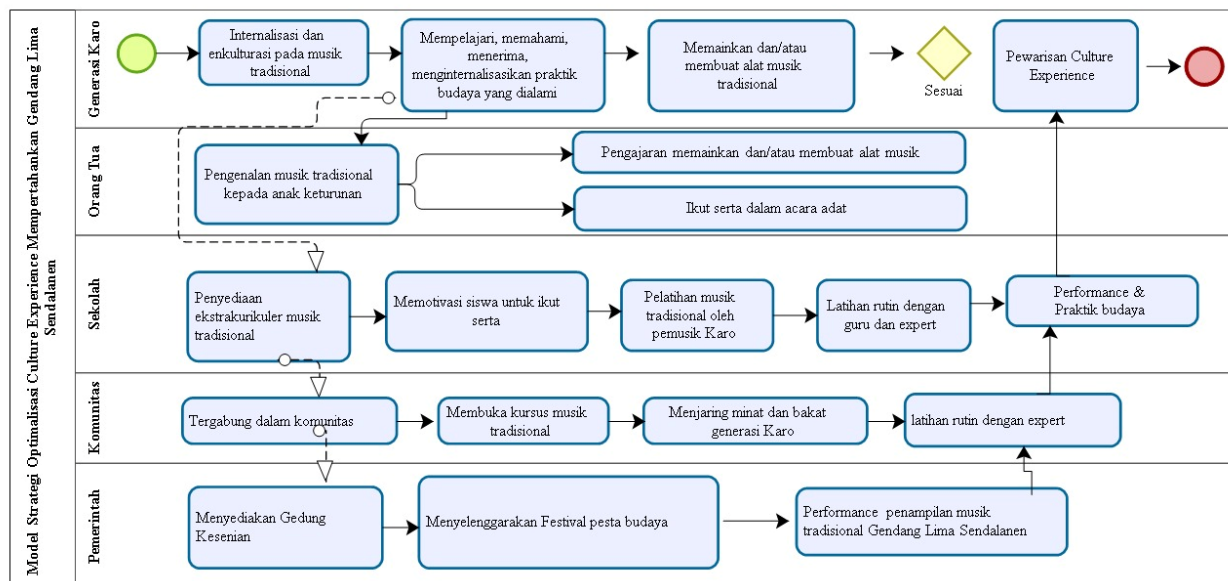 Model Strategi Optimalisasi Culture Experience Mempertahankan Gendang Lima
Sendalanen
Generasi Karo
Internalisasi dan
enkulturasi pada musik
tradisional
Mempelajari, memahami,
menerima,
menginternalisasikan praktik
budaya yang dialami
Memainkan dan/atau
membuat alat musik
tradisional
Sesuai
Pewarisan Culture
Experience
Orang Tua
Pengenalan musik tradisional
kepada anak keturunan
Pengajaran memainkan dan/atau membuat alat musik
Ikut serta dalam acara adat
Sekolah
Penyediaan
ekstrakurikuler musik
tradisional
Memotivasi siswa untuk ikut
serta
Pelatihan musik
tradisional oleh
pemusik Karo
Latihan rutin dengan
guru dan expert
Performance &
Praktik budaya
Komunitas
Tergabung dalam komunitas
Membuka kursus musik
tradisional
Menjaring minat dan bakat
generasi Karo
latihan rutin dengan expert
Pemerintah
Menyediakan Gedung
Kesenian
Menyelenggarakan Festival pesta budaya
Performance penampilan musik
tradisional Gendang Lima Sendalanen